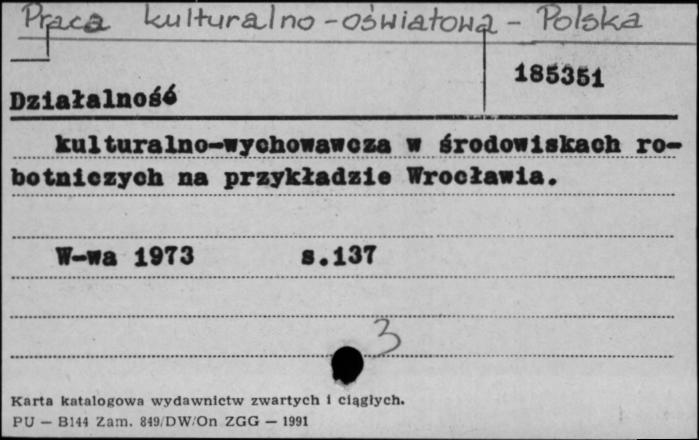 Praca kulturalno-oświatowa - Polska
185351
Działalność
kulturalno-wychowawcza w środowiskach ro-
botniczych na przykładzie Wrocławia.
W-wa 1973 s.137
3
Karta katalogowa wydawnictw zwartych i ciągłych.
PU — B144 Zam. 849/DW/On ZGG — 1991